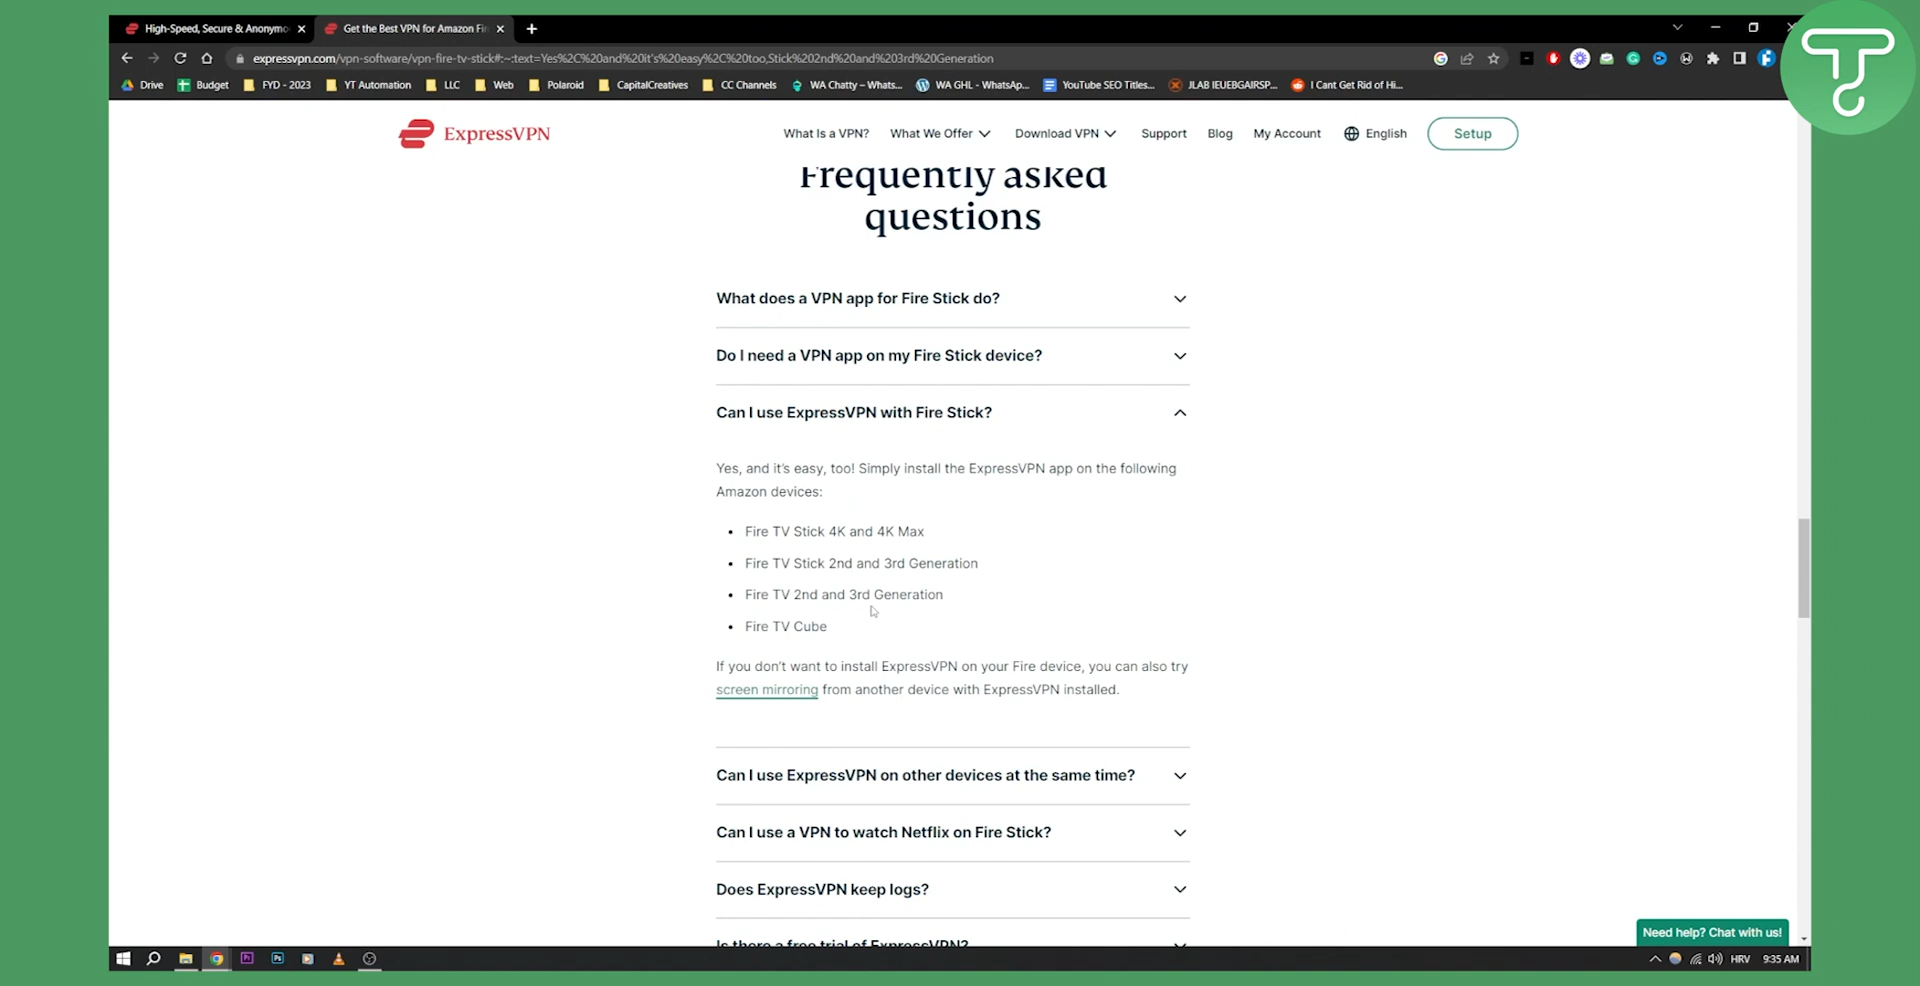 High-Speed, Secure & Anonymo
Get the Best VPN for Amazon Fi
expressvpn.com/vpn-software/vpn-fire-tv-stick#:~:text=Yes%2C%20and%20it's%20easy%2C%20too,Stick%202nd%20and%203rd%20Generation
Drive
Budget
FYD - 2023
YT Automation
LLC
Web
Polaroid
CapitalCreatives
CC Channels
WA Chatty – Whats...
WA GHL - WhatsAp...
YouTube SEO Titles...
JLAB IEUEBGAIRSP...
I Cant Get Rid of Hi...
ExpressVPN
What Is a VPN?
What We Offer
Download VPN
Support
Blog
My Account
English
Setup
Frequently asked
questions
What does a VPN app for Fire Stick do?
Do I need a VPN app on my Fire Stick device?
Can I use ExpressVPN with Fire Stick?
Yes, and it's easy, too! Simply install the ExpressVPN app on the following
Amazon devices:
• Fire TV Stick 4K and 4K Max
• Fire TV Stick 2nd and 3rd Generation
• Fire TV 2nd and 3rd Generation
• Fire TV Cube
If you don't want to install ExpressVPN on your Fire device, you can also try
screen mirroring from another device with ExpressVPN installed.
Can I use ExpressVPN on other devices at the same time?
Can I use a VPN to watch Netflix on Fire Stick?
Does ExpressVPN keep logs?
Is there a free trial of ExpressVPN?
Need help? Chat with us!
Pr
Ps
HRV
9:35 AM